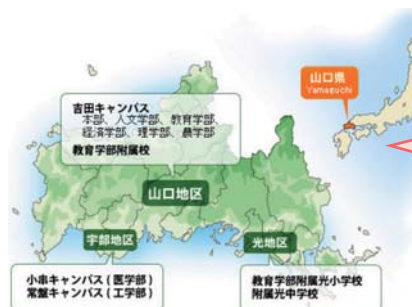 山口県
Yamaguchi
吉田キャンパス
本部、人文学部、教育学部、
経済学部、理学部、農学部
教育学部附属校
山口地区
宇部地区
光地区
小串キャンパス(医学部)
常盤キャンパス(工学部)
教育学部附属光小学校
附属光中学校